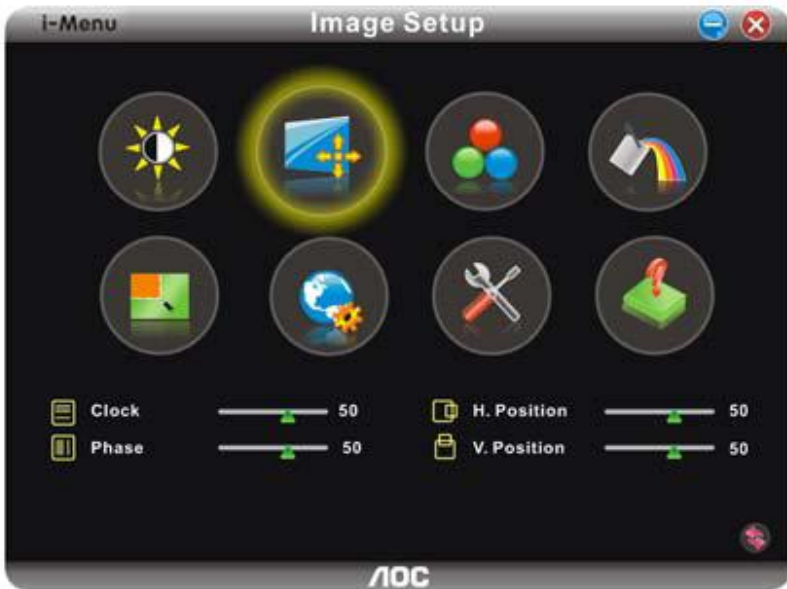 i-Menu
Image Setup
Clock 50
H. Position 50
Phase 50
V. Position 50
AOC